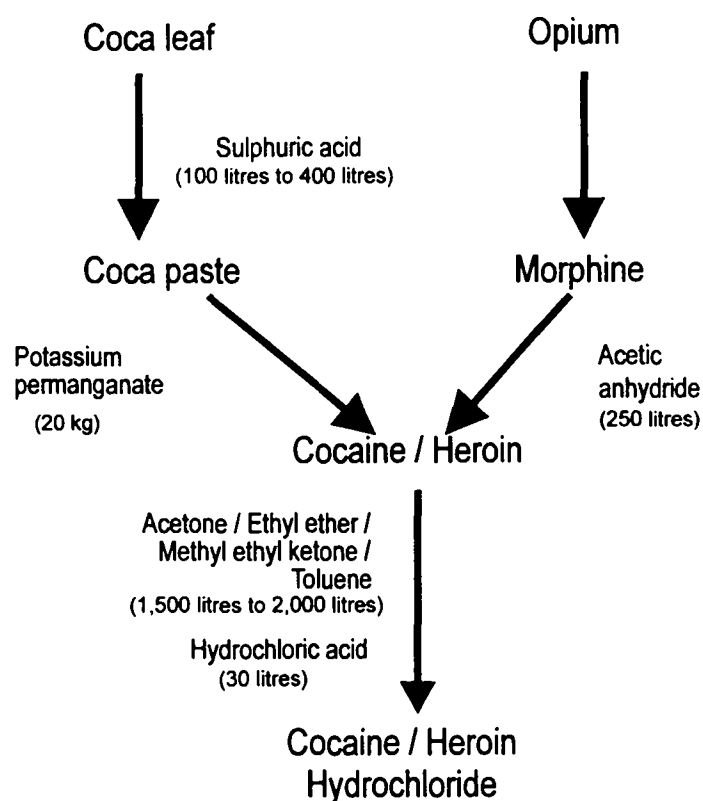 Coca leaf
Opium
Sulphuric acid
(100 litres to 400 litres)
Coca paste
Morphine
Potassium
permanganate
(20 kg)
Acetic
anhydride
(250 litres)
Cocaine / Heroin
Acetone / Ethyl ether /
Methyl ethyl ketone /
Toluene
(1,500 litres to 2,000 litres)
Hydrochloric acid
(30 litres)
Cocaine / Heroin
Hydrochloride